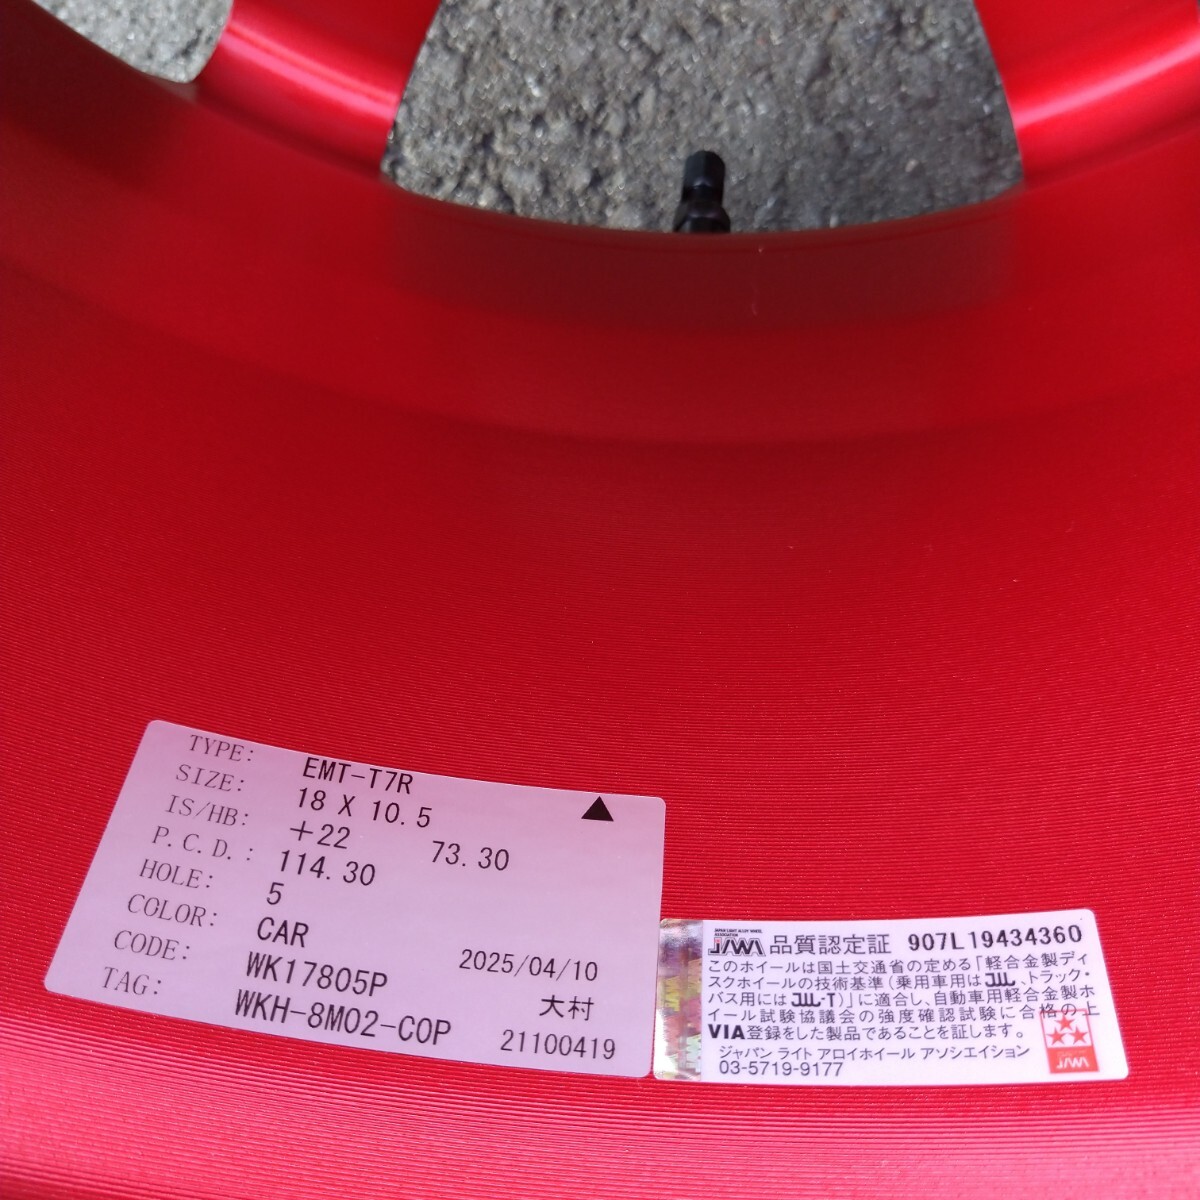 TYPE: EMT-T7R
SIZE: 18 X 10.5
IS/HB: +22 73.30
P.C.D.: 114.30
HOLE: 5
COLOR: CAR
CODE: WK17805P 2025/04/10
TAG: WKH-8M02-COP 大村
21100419
JAPAN LIGHT ALLOY WHEEL
ASSOCIATION
JAWA 品質認定証 907L19434360
このホイールは国土交通省の定める「軽合金製ディ
スクホイールの技術基準(乗用車用はJWL、トラック・
バス用にはJWL-T)」に適合し、自動車用軽合金製ホ
イール試験協議会の強度確認試験に合格の上
VIA登録をした製品であることを証します。
ジャパン ライト アロイホイール アソシエイション
03-5719-9177
JAWA